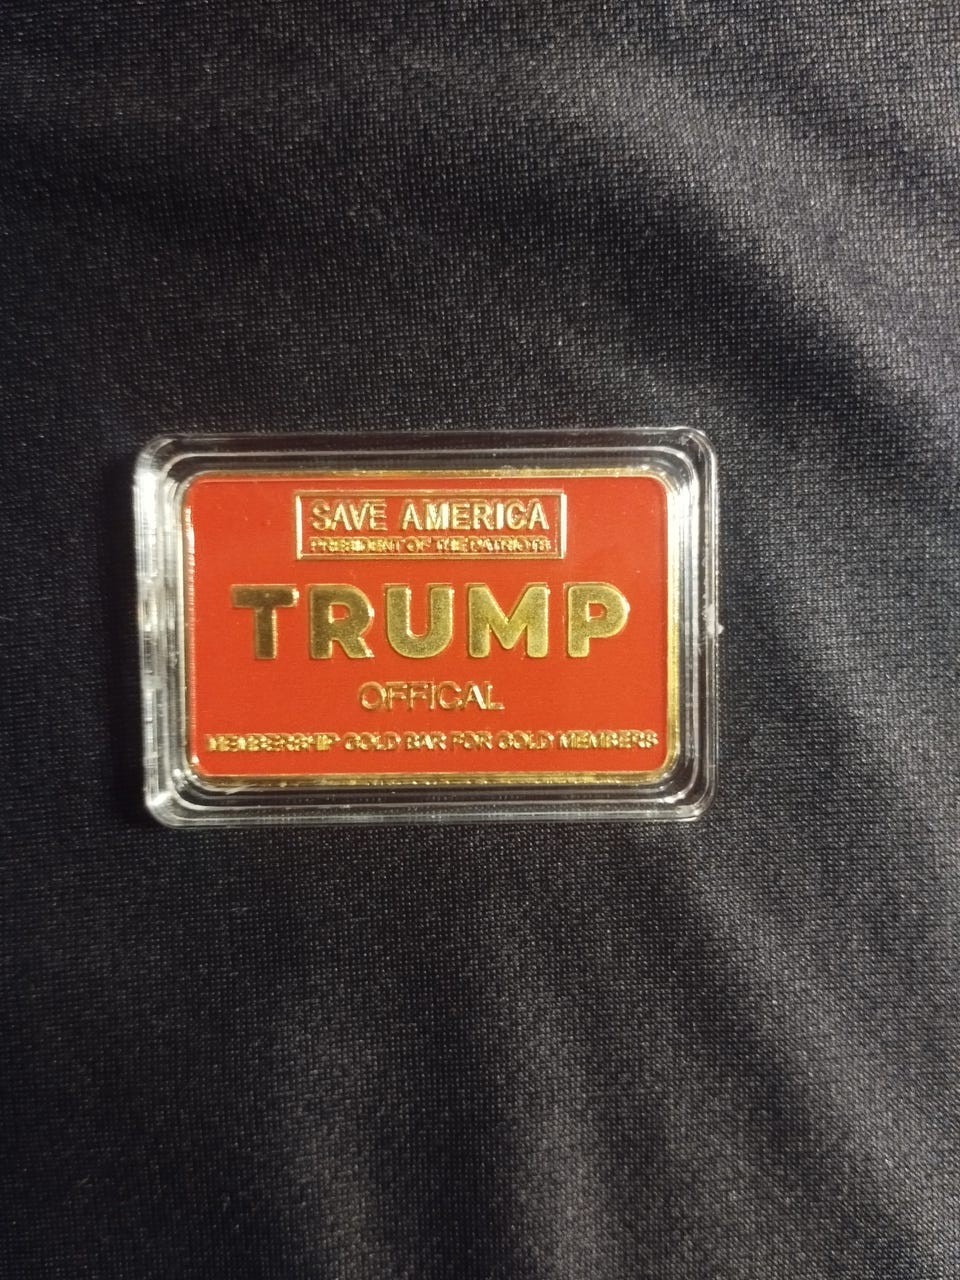 SAVE AMERICA
PRESIDENT OF THE PATRIOTS
TRUMP
OFFICAL
MEMBERSHIP GOLD BAR FOR GOLD MEMBERS